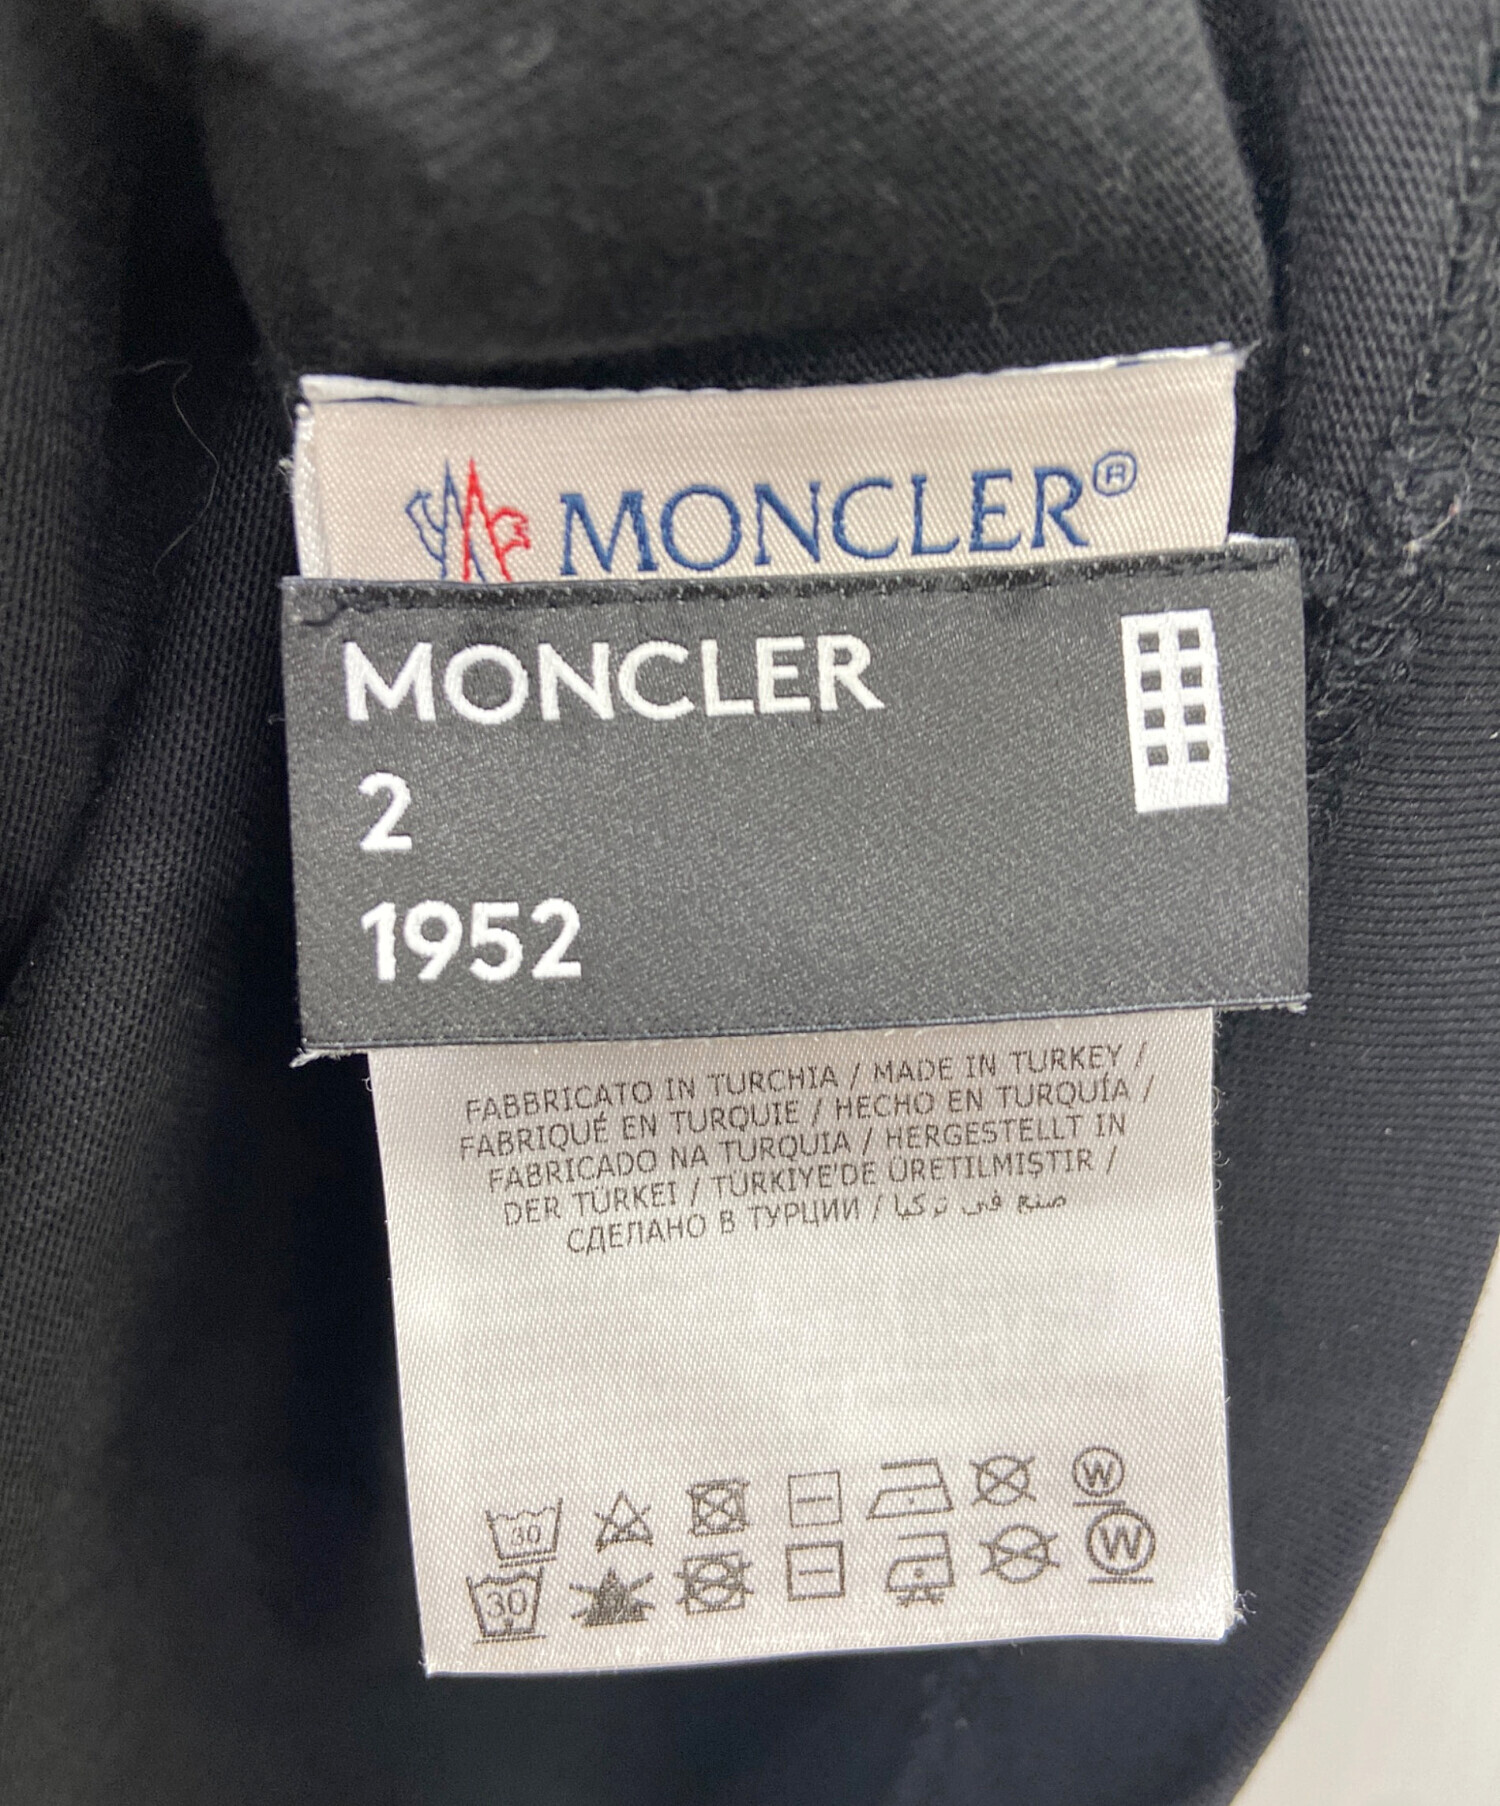 MONCLER®
MONCLER
2
1952
FABBRICATO IN TURCHIA / MADE IN TURKEY /
FABRIQUÉ EN TURQUIE / HECHO EN TURQUÍA /
FABRICADO NA TURQUIA / HERGESTELLT IN
DER TÜRKEI / TÜRKIYE'DE ÜRETILMIŞTIR /
СДЕЛАНО В ТУРЦИИ / صنع في تركيا
30 W
30 W